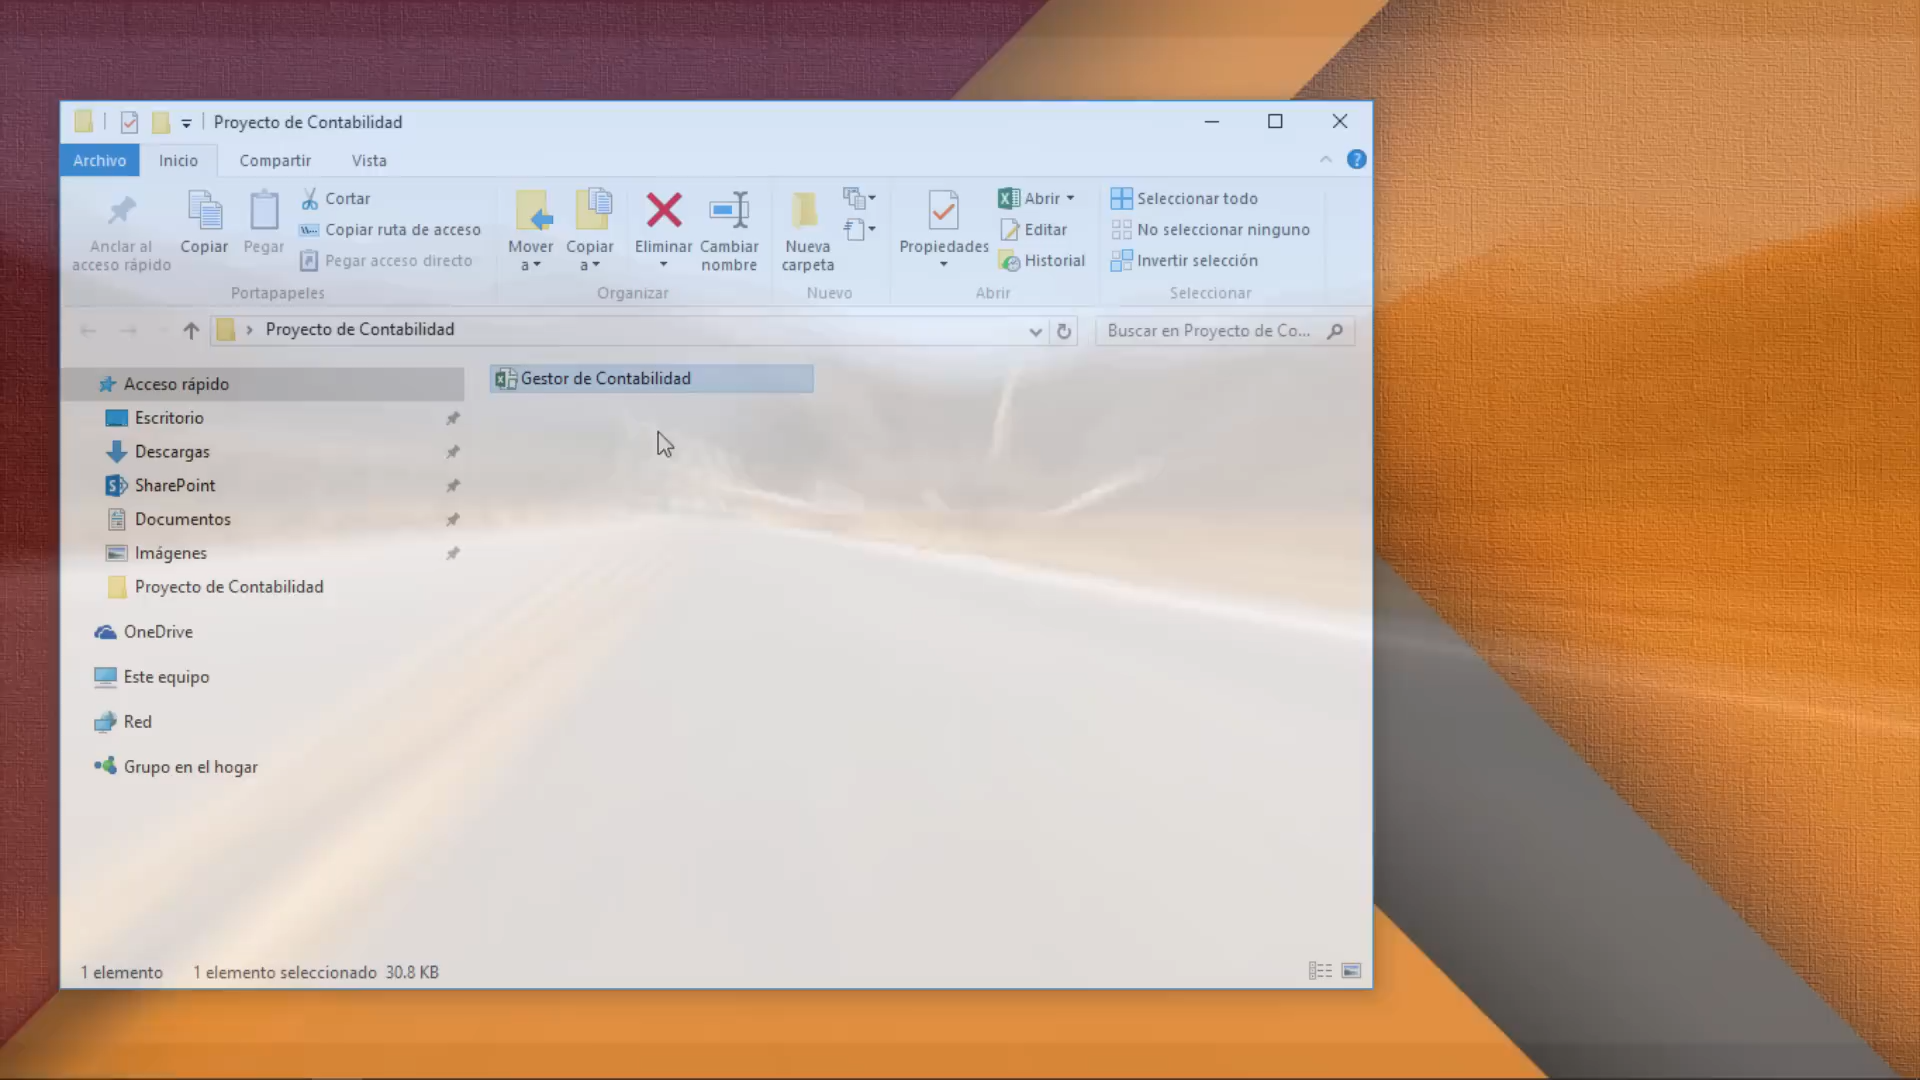 Proyecto de Contabilidad
Archivo Inicio Compartir Vista
Anclar al acceso rápido
Copiar
Pegar
Cortar
Copiar ruta de acceso
Pegar acceso directo
Portapapeles
Mover a
Copiar a
Eliminar
Cambiar nombre
Organizar
Nueva carpeta
Nuevo
Propiedades
Abrir
Editar
Historial
Abrir
Seleccionar todo
No seleccionar ninguno
Invertir selección
Seleccionar
Proyecto de Contabilidad
Buscar en Proyecto de Co...
Acceso rápido
Escritorio
Descargas
SharePoint
Documentos
Imágenes
Proyecto de Contabilidad
OneDrive
Este equipo
Red
Grupo en el hogar
Gestor de Contabilidad
1 elemento 1 elemento seleccionado 30.8 KB